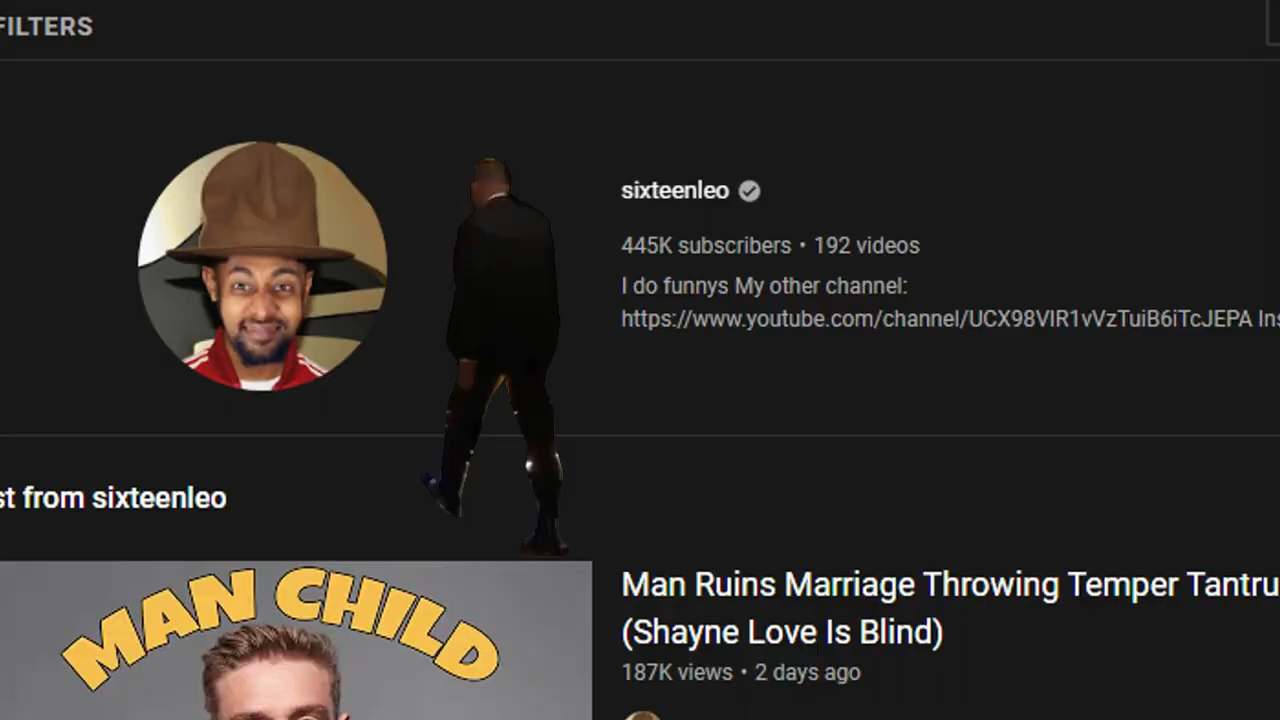 FILTERS
sixteenleo
445K subscribers • 192 videos
I do funnys My other channel:
https://www.youtube.com/channel/UCX98VlR1vVzTuiB6iTcJEPA Ins
st from sixteenleo
MAN CHILD
Man Ruins Marriage Throwing Temper Tantru
(Shayne Love Is Blind)
187K views • 2 days ago